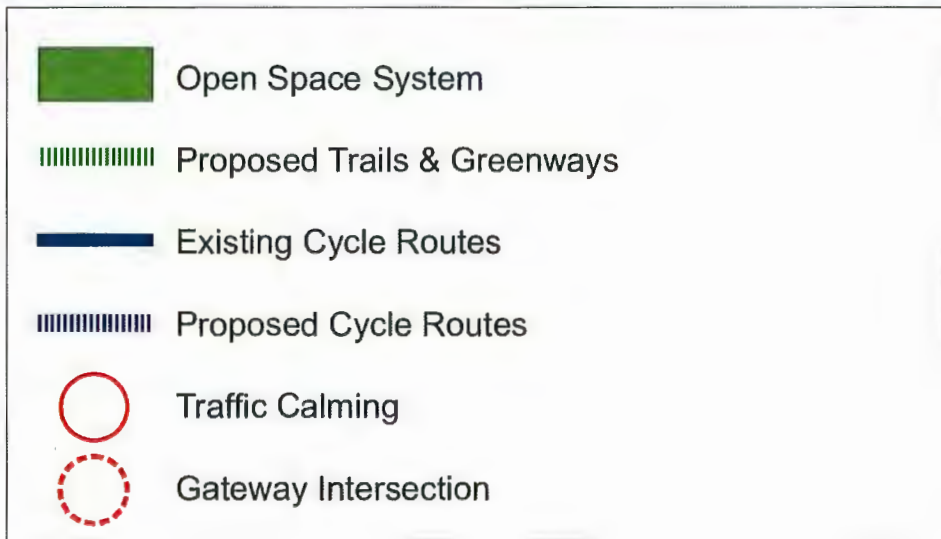 Open Space System
Proposed Trails & Greenways
Existing Cycle Routes
Proposed Cycle Routes
Traffic Calming
Gateway Intersection